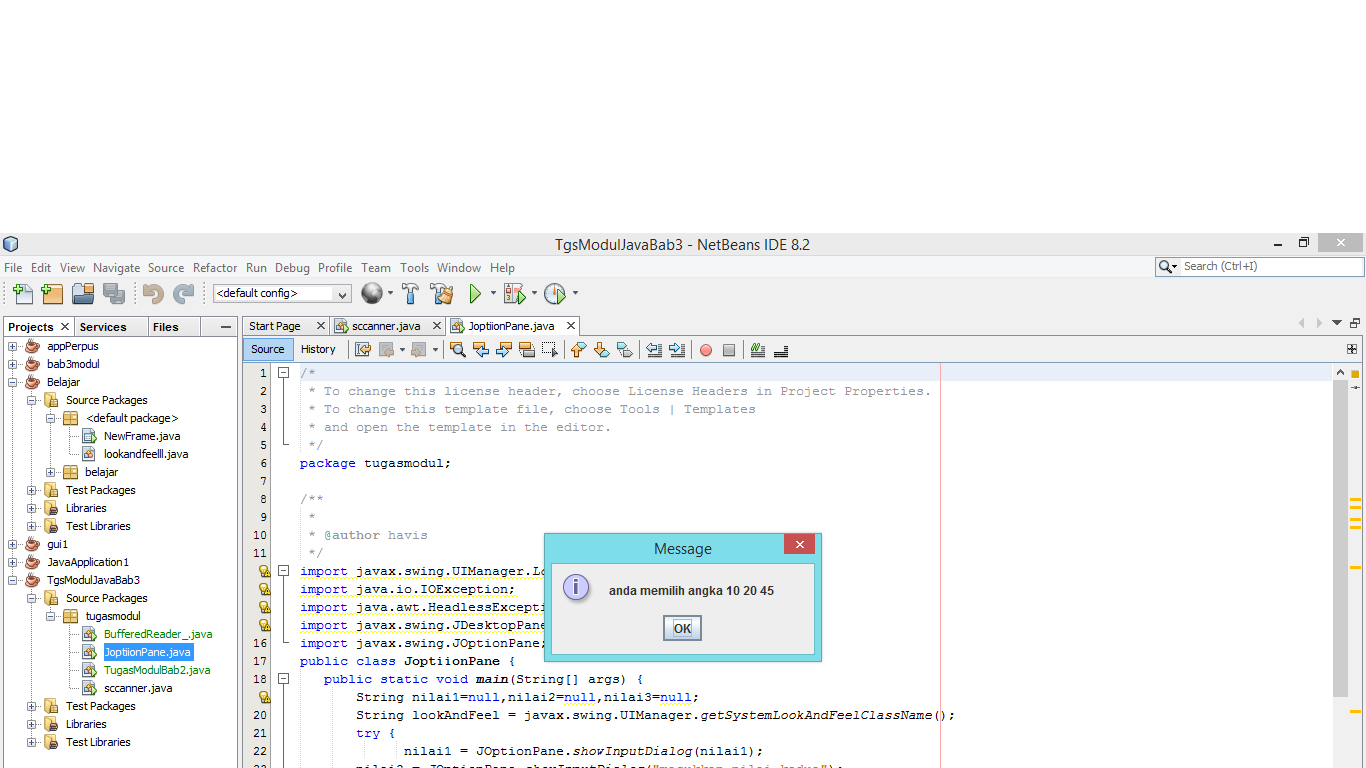 TgsModulJavaBab3 - NetBeans IDE 8.2
File Edit View Navigate Source Refactor Run Debug Profile Team Tools Window Help
Search (Ctrl+I)
<default config>
Projects Services Files
Start Page sccanner.java JoptiionPane.java
Source History
appPerpus
bab3modul
Belajar
Source Packages
<default package>
NewFrame.java
lookandfeelll.java
belajar
Test Packages
Libraries
Test Libraries
gui1
JavaApplication1
TgsModulJavaBab3
Source Packages
tugasmodul
BufferedReader_.java
JoptiionPane.java
TugasModulBab2.java
sccanner.java
Test Packages
Libraries
Test Libraries
1 /*
2 * To change this license header, choose License Headers in Project Properties.
3 * To change this template file, choose Tools | Templates
4 * and open the template in the editor.
5 */
6 package tugasmodul;
7
8 /**
9 *
10 * @author havis
11 */
import javax.swing.UIManager.Lo
import java.io.IOException;
import java.awt.HeadlessExcepti
import javax.swing.JDesktopPane
16 import javax.swing.JOptionPane;
17 public class JoptiionPane {
18 public static void main(String[] args) {
String nilai1=null,nilai2=null,nilai3=null;
20 String lookAndFeel = javax.swing.UIManager.getSystemLookAndFeelClassName();
21 try {
22 nilai1 = JOptionPane.showInputDialog(nilai1);
Message
anda memilih angka 10 20 45
OK